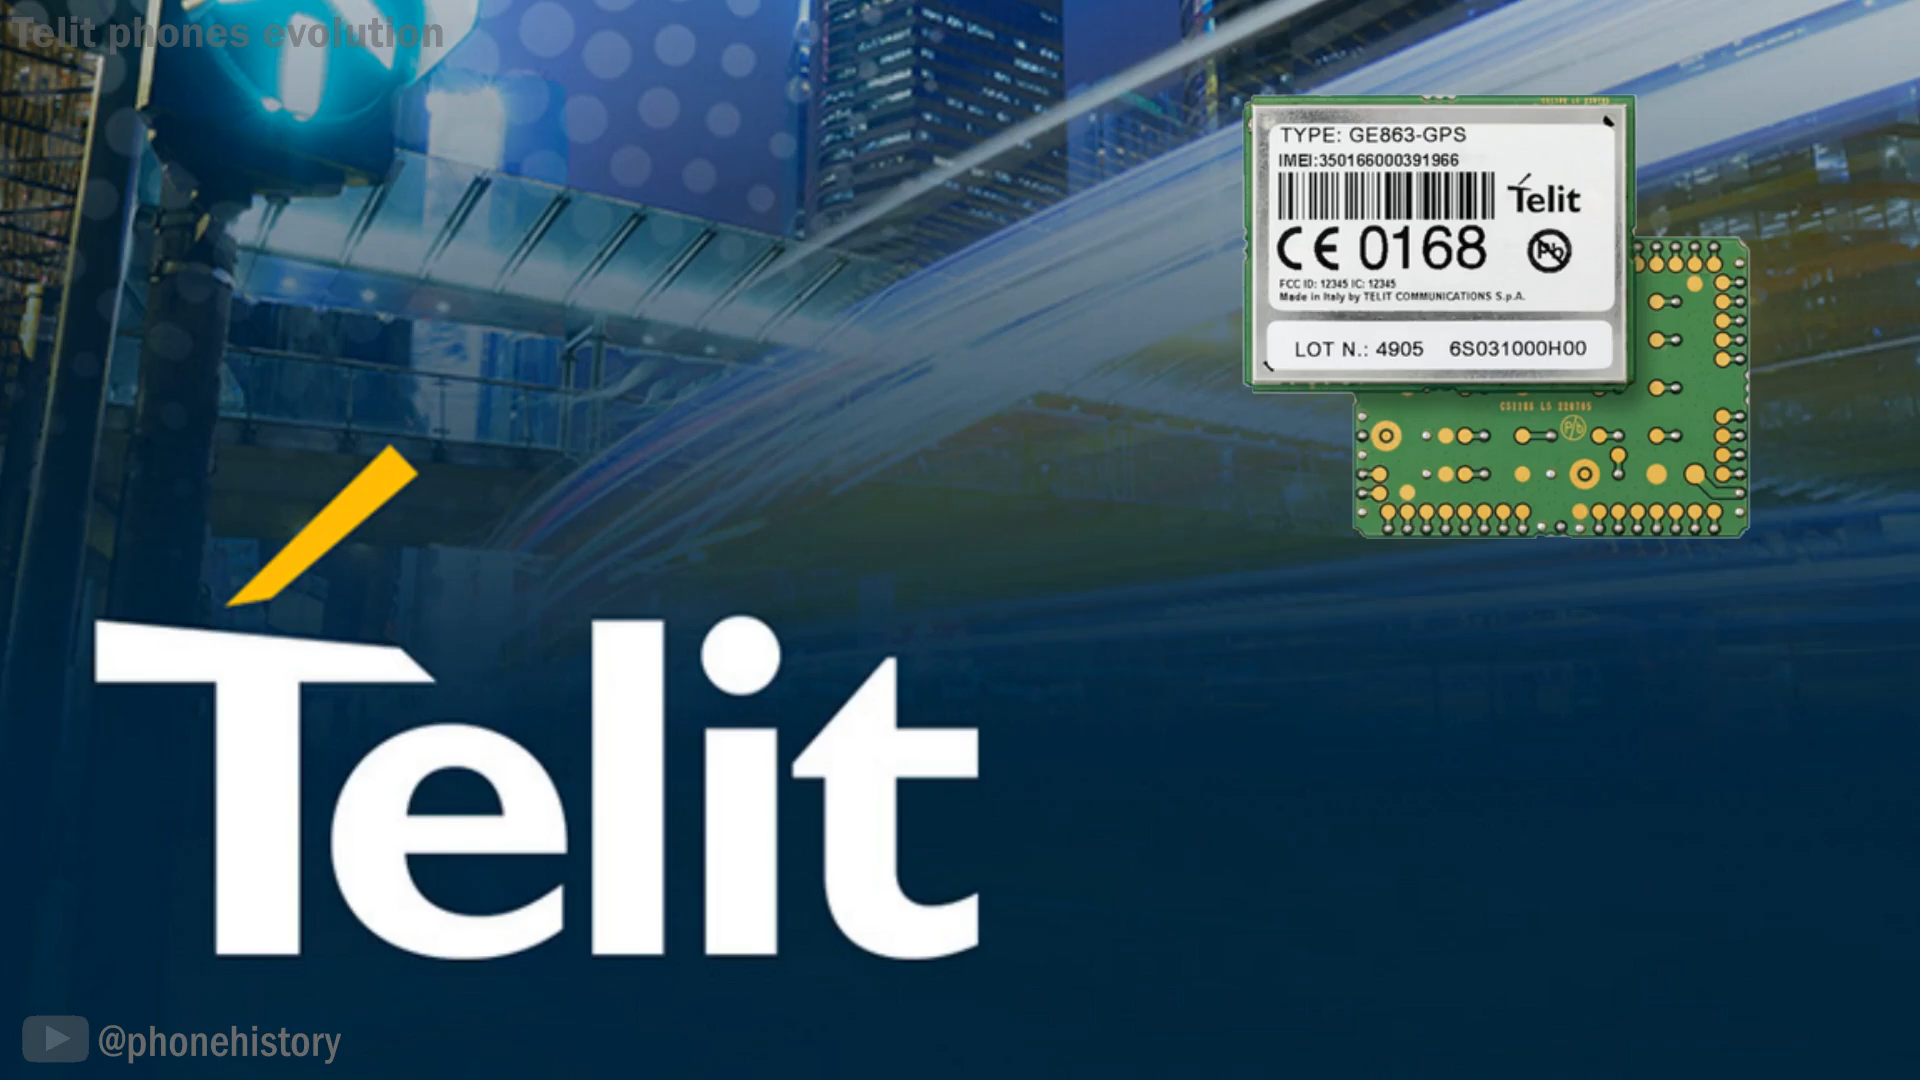 Telit phones evolution
TYPE: GE863-GPS
IMEI:350166000391966
Telit
CE 0168
Pb
FCC ID: 12345 IC: 12345
Made in Italy by TELIT COMMUNICATIONS S.p.A.
LOT N.: 4905 6S031000H00
Telit
@phonehistory